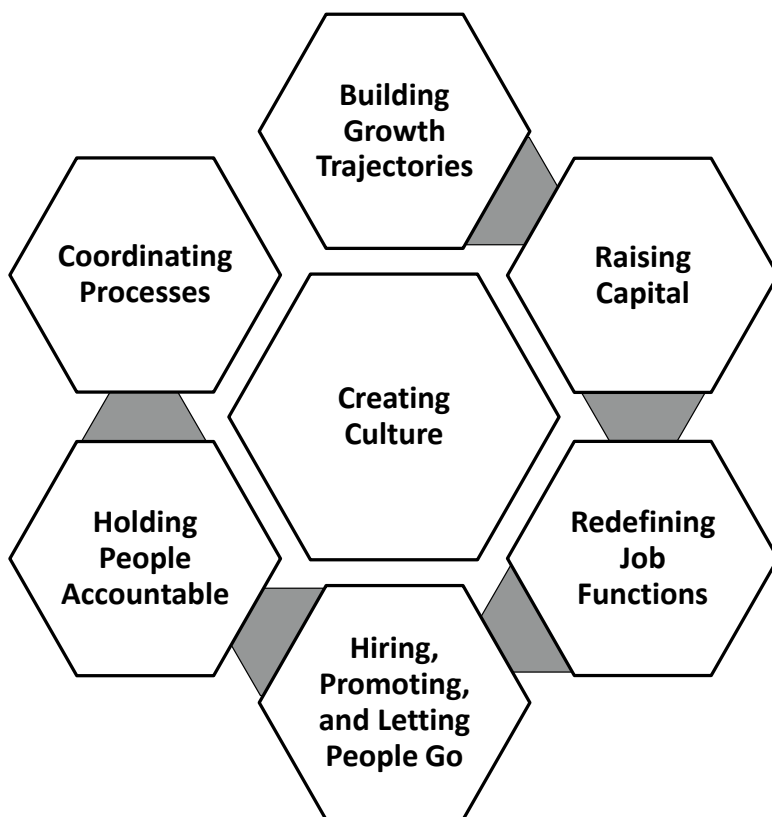 Building
Growth
Trajectories
Raising
Capital
Redefining
Job
Functions
Hiring,
Promoting,
and Letting
People Go
Holding
People
Accountable
Coordinating
Processes
Creating
Culture